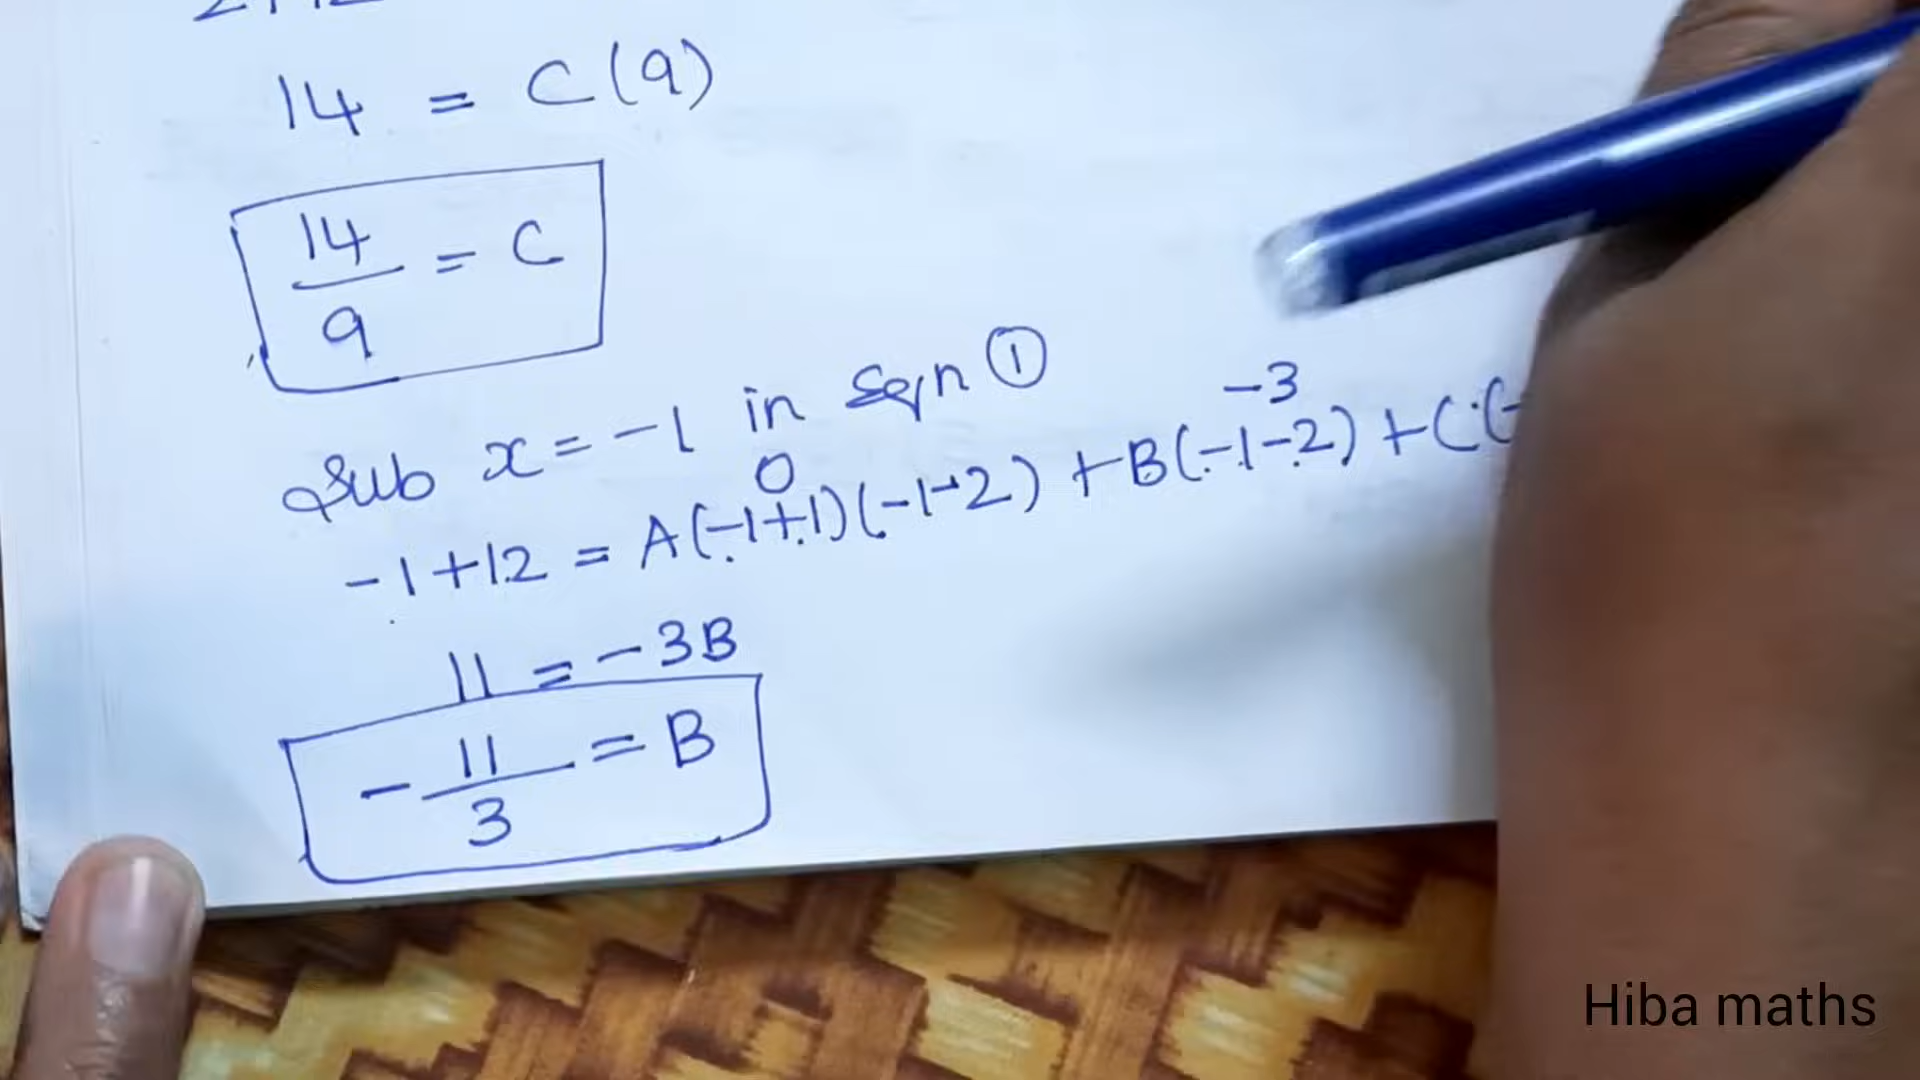 14 = C(9)
14/9 = C
Sub x = -1 in Eqn ①
0 -3
-1+12 = A(-1+1)(-1-2) + B(-1-2) + C(-
11 = -3B
-11/3 = B
Hiba maths